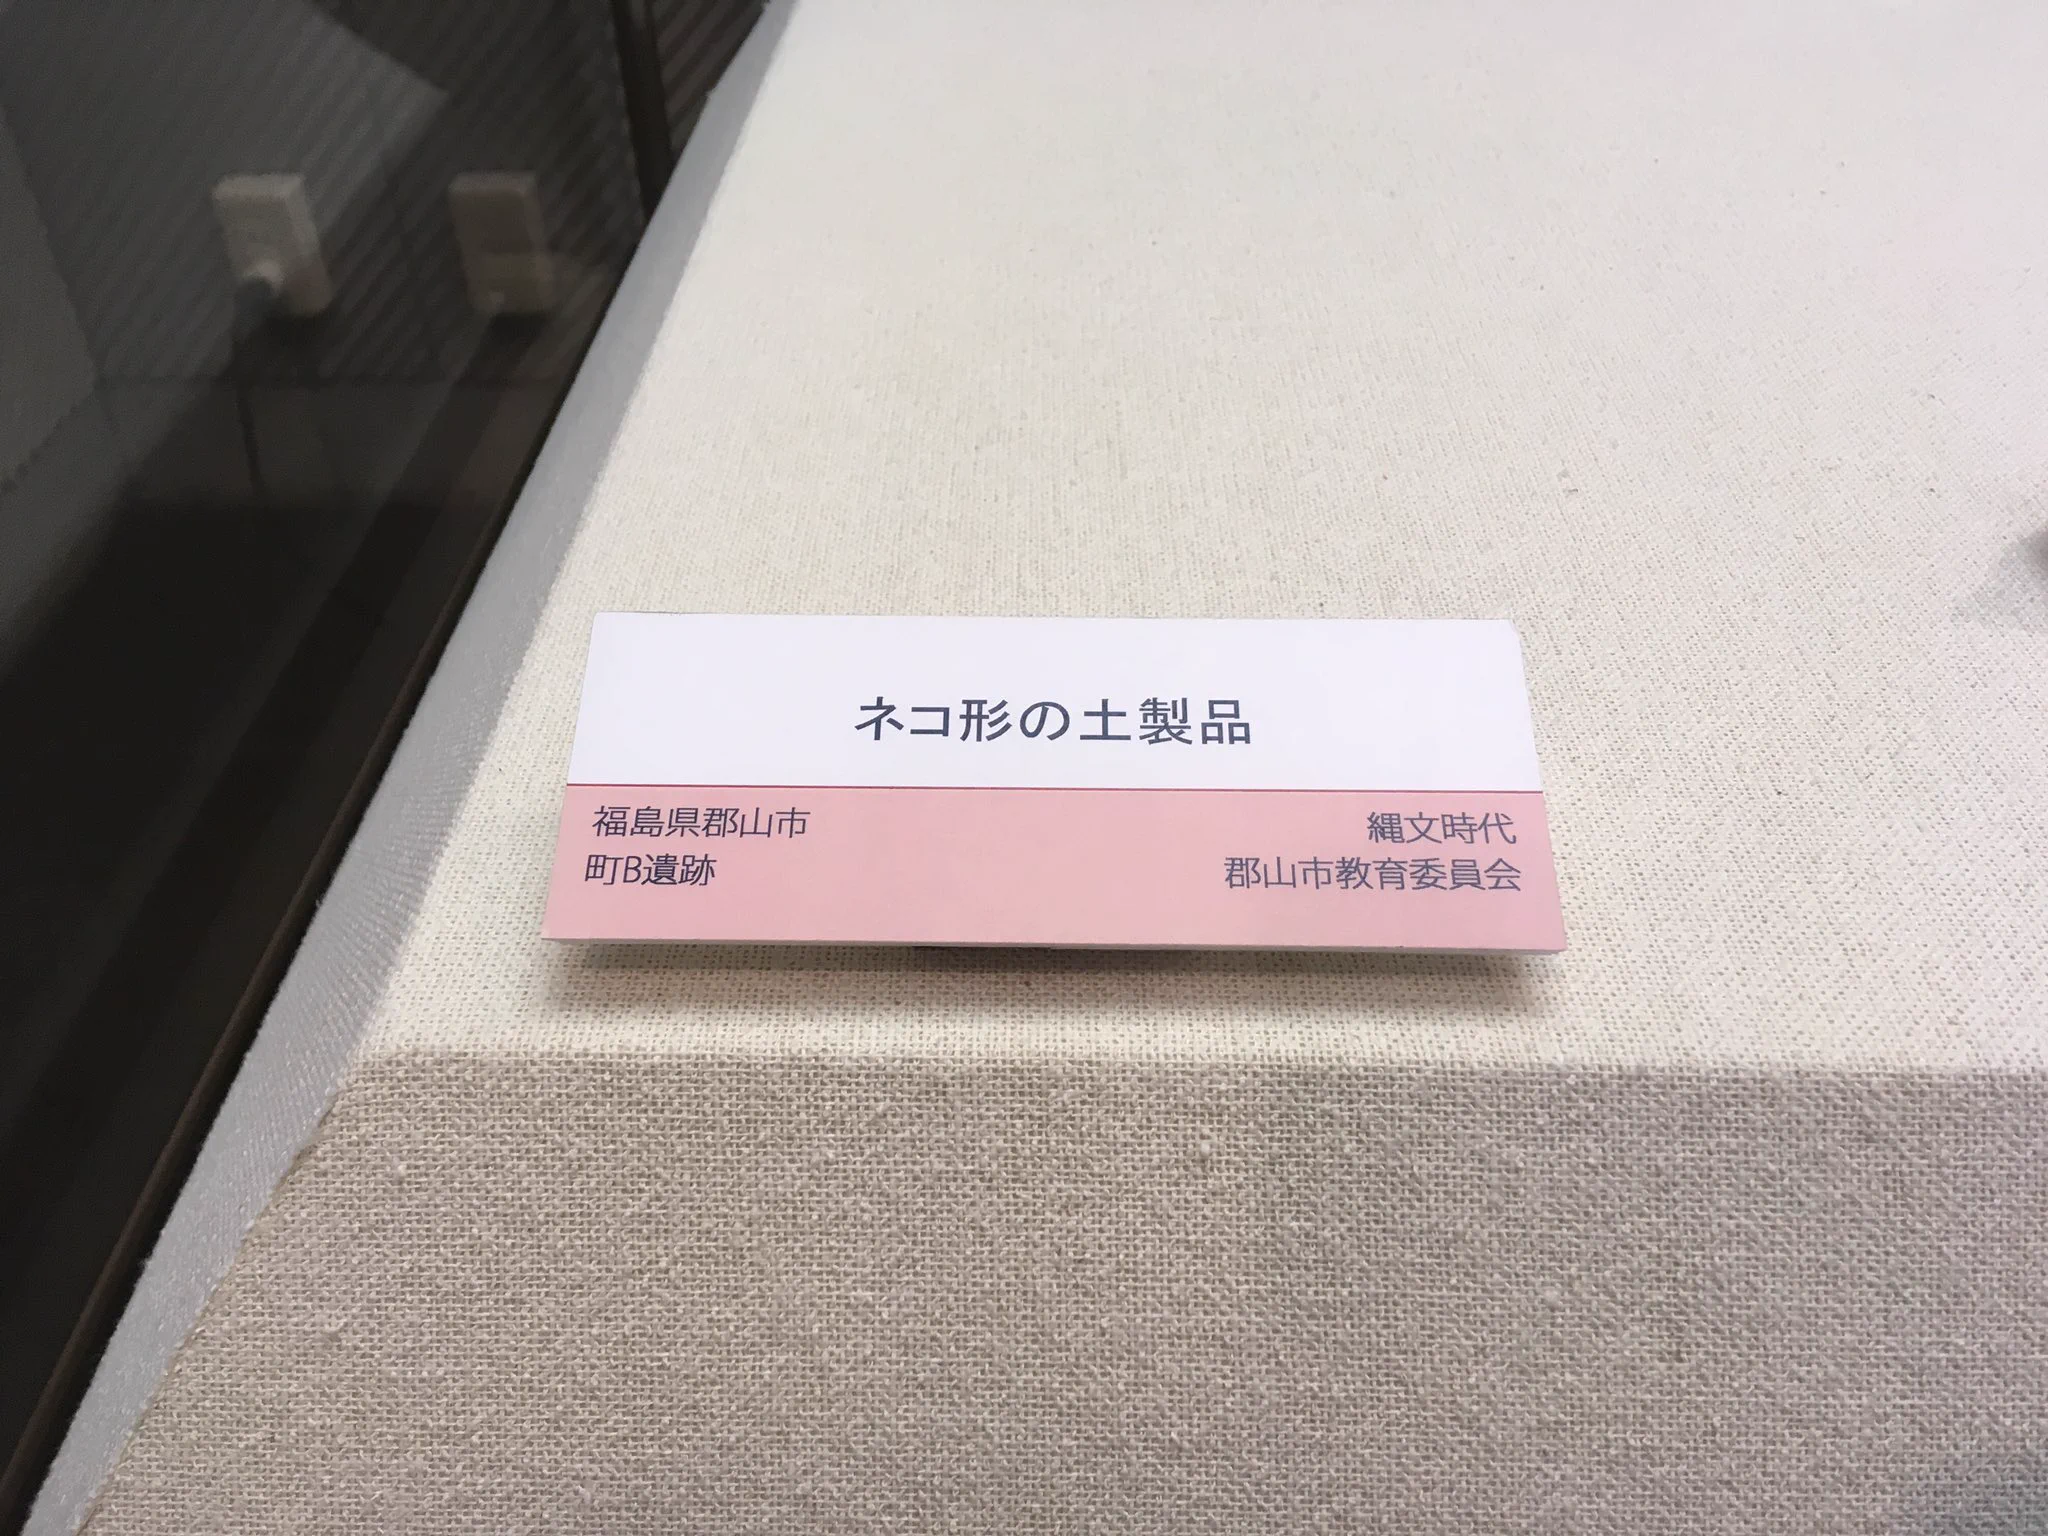 ネコ形の土製品
福島県郡山市
町B遺跡
縄文時代
郡山市教育委員会